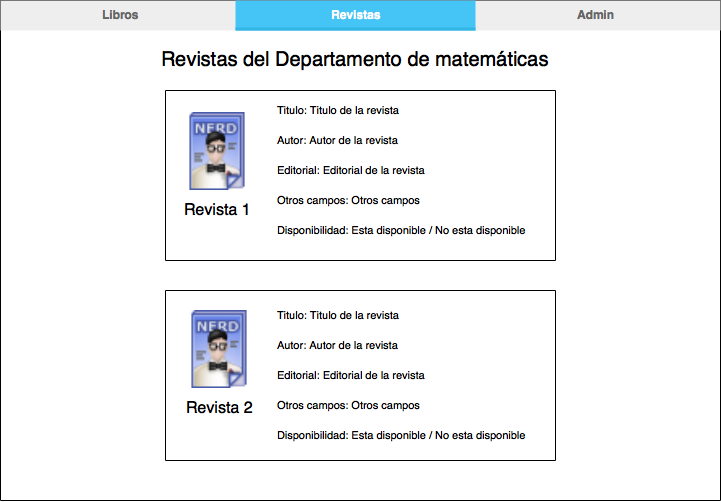 Libros
Revistas
Admin
Revistas del Departamento de matemáticas
NERD
Titulo: Titulo de la revista
Autor: Autor de la revista
Editorial: Editorial de la revista
Otros campos: Otros campos
Disponibilidad: Esta disponible / No esta disponible
Revista 1
NERD
Titulo: Titulo de la revista
Autor: Autor de la revista
Editorial: Editorial de la revista
Otros campos: Otros campos
Disponibilidad: Esta disponible / No esta disponible
Revista 2